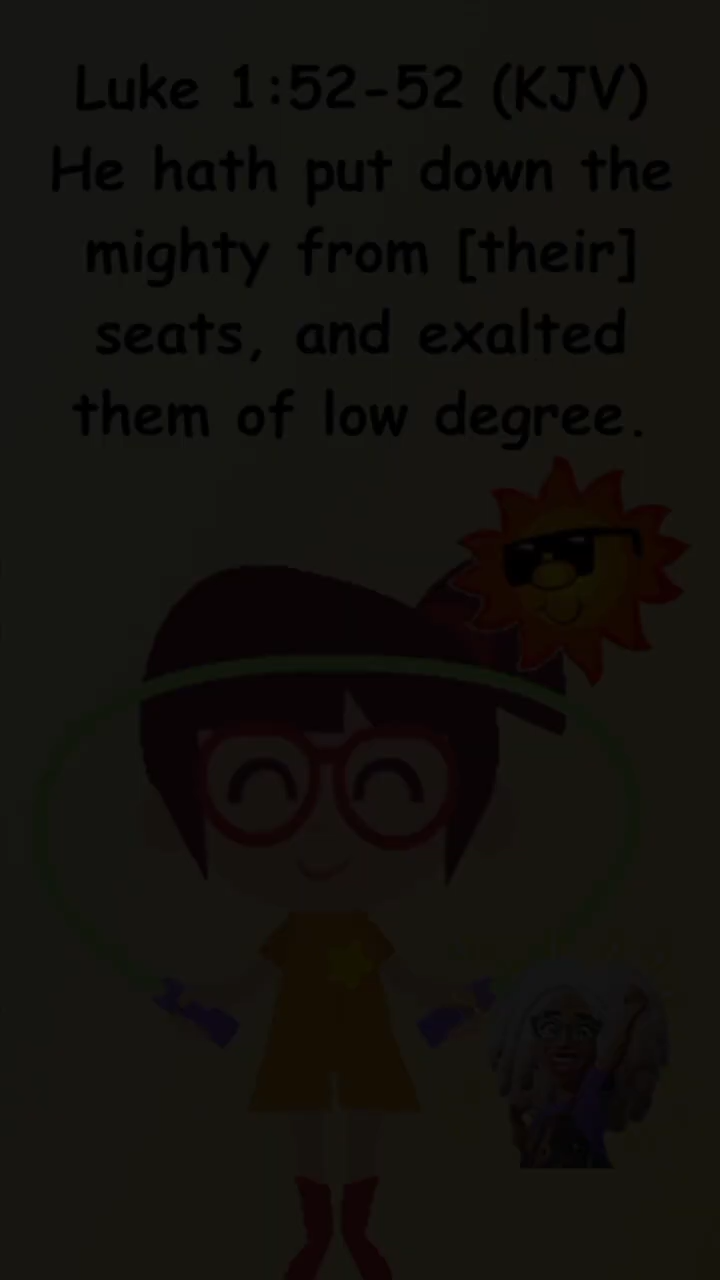 Luke 1:52-52 (KJV)
He hath put down the
mighty from [their]
seats, and exalted
them of low degree.